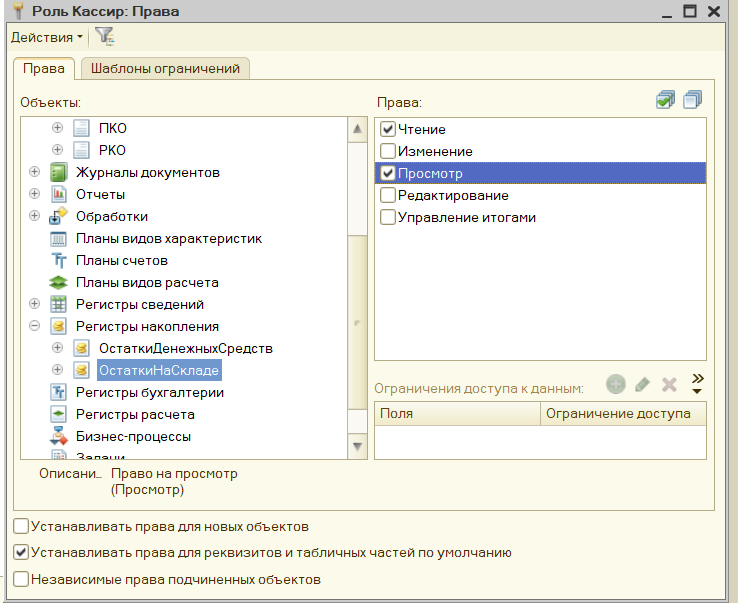 Роль Кассир: Права
Действия
Права
Шаблоны ограничений
Объекты:
ПКО
РКО
Журналы документов
Отчеты
Обработки
Планы видов характеристик
Планы счетов
Планы видов расчета
Регистры сведений
Регистры накопления
ОстаткиДенежныхСредств
ОстаткиНаСкладе
Регистры бухгалтерии
Регистры расчета
Бизнес-процессы
Задачи
Права:
Чтение
Изменение
Просмотр
Редактирование
Управление итогами
Ограничения доступа к данным:
Поля
Ограничение доступа
Описани... Право на просмотр
(Просмотр)
Устанавливать права для новых объектов
Устанавливать права для реквизитов и табличных частей по умолчанию
Независимые права подчиненных объектов